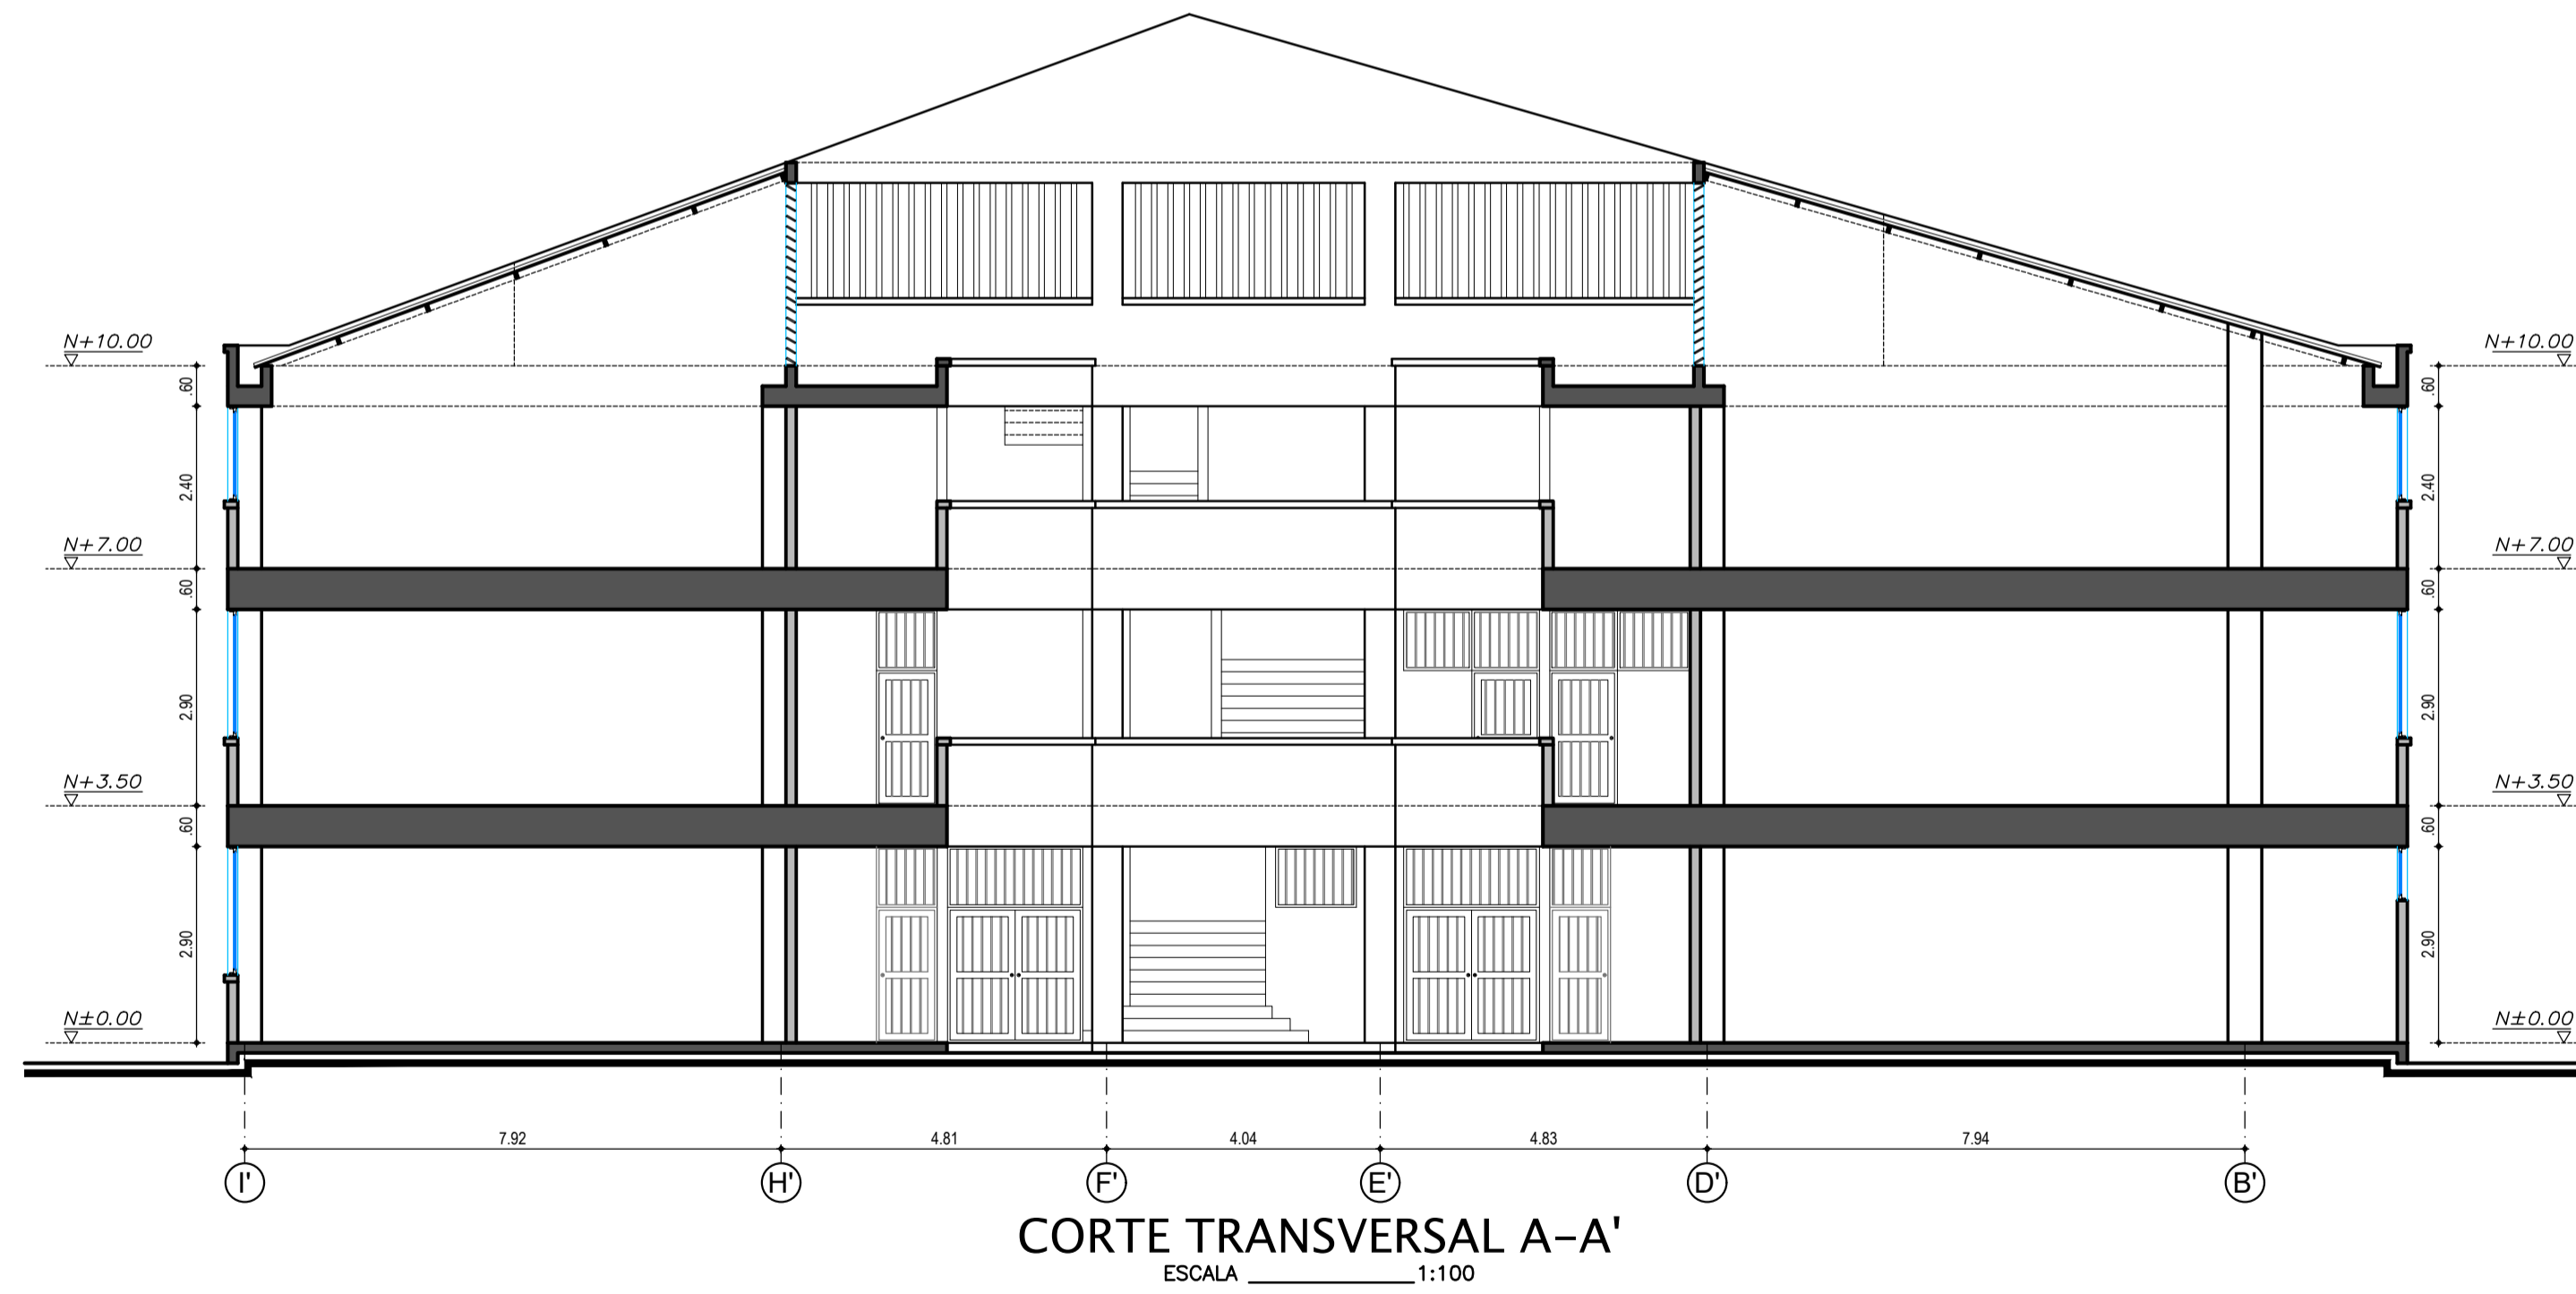 N+10.00
N+10.00
.60
.60
2.40
2.40
N+7.00
N+7.00
.60
.60
2.90
2.90
N+3.50
N+3.50
.60
.60
2.90
2.90
N±0.00
N±0.00
7.92 4.81 4.04 4.83 7.94
I' H' F' E' D' B'
CORTE TRANSVERSAL A-A'
ESCALA 1:100